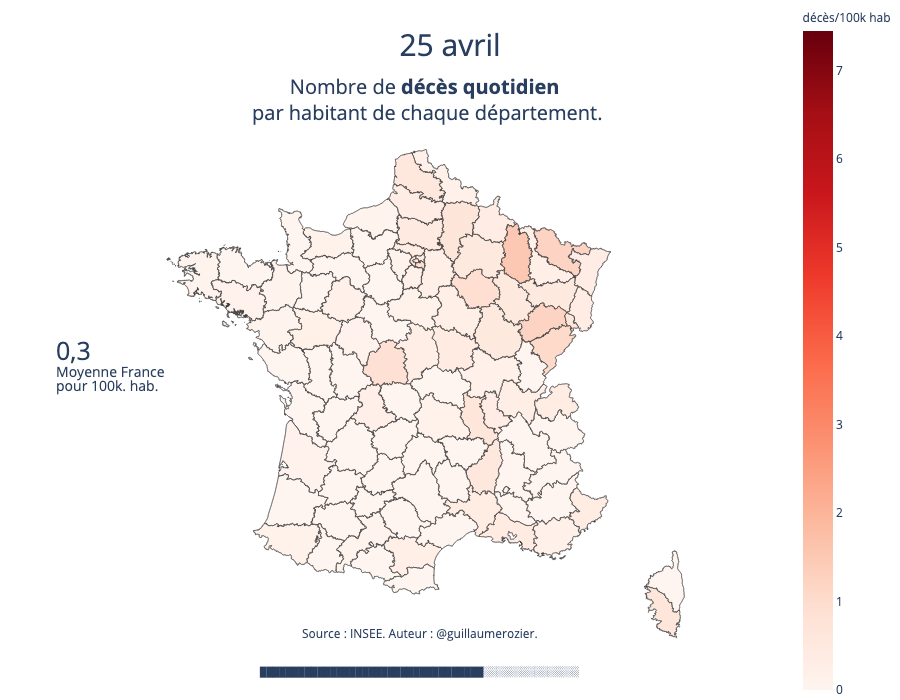 décès/100k hab
25 avril
Nombre de décès quotidien
par habitant de chaque département.
7
6
5
4
3
2
1
0
0,3
Moyenne France
pour 100k. hab.
Source : INSEE. Auteur : @guillaumerozier.